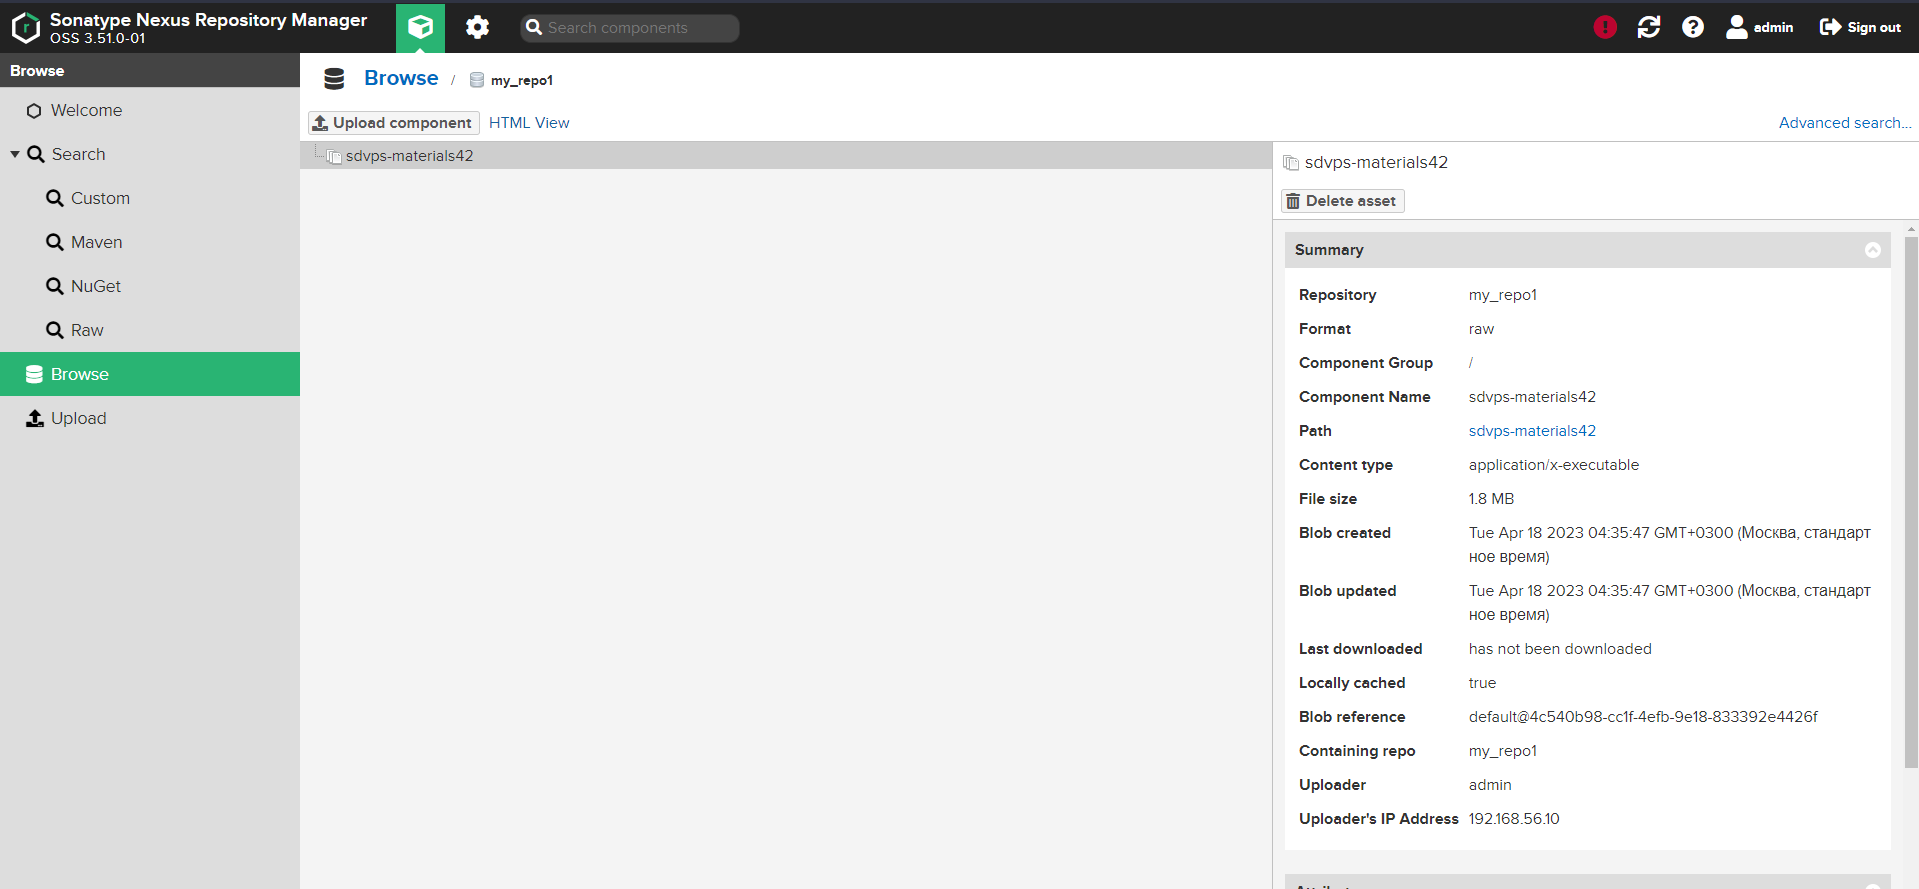 Sonatype Nexus Repository Manager
OSS 3.51.0-01
Search components
admin
Sign out
Browse
Welcome
Search
Custom
Maven
NuGet
Raw
Browse
Upload
Browse / my_repo1
Upload component HTML View
Advanced search...
sdvps-materials42
sdvps-materials42
Delete asset
Summary
Repository my_repo1
Format raw
Component Group /
Component Name sdvps-materials42
Path sdvps-materials42
Content type application/x-executable
File size 1.8 MB
Blob created Tue Apr 18 2023 04:35:47 GMT+0300 (Москва, стандарт
ное время)
Blob updated Tue Apr 18 2023 04:35:47 GMT+0300 (Москва, стандарт
ное время)
Last downloaded has not been downloaded
Locally cached true
Blob reference default@4c540b98-cc1f-4efb-9e18-833392e4426f
Containing repo my_repo1
Uploader admin
Uploader's IP Address 192.168.56.10